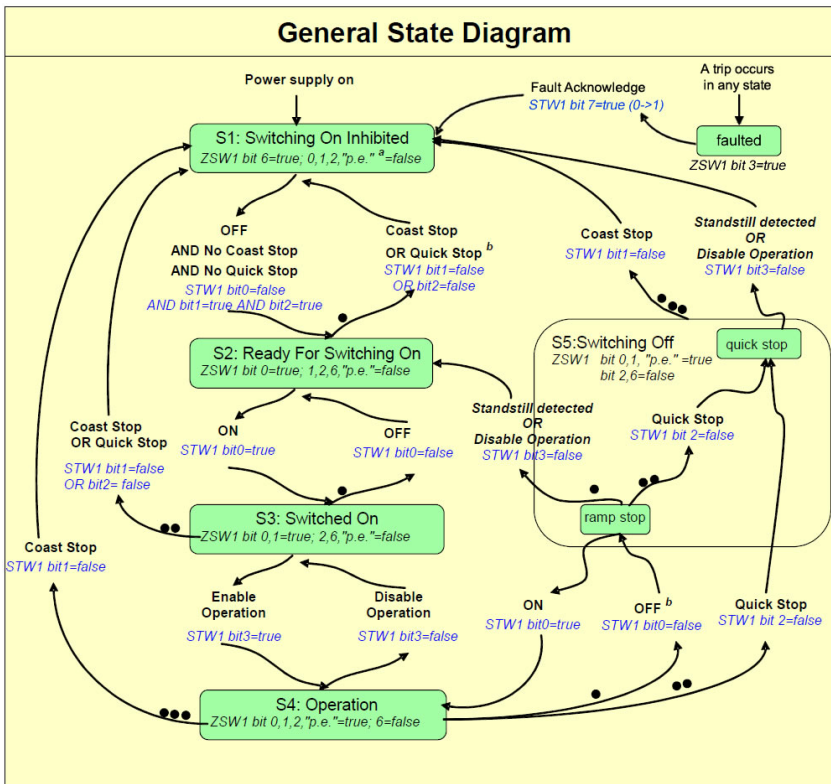 General State Diagram
Power supply on
Fault Acknowledge
STW1 bit 7=true (0->1)
A trip occurs
in any state
faulted
ZSW1 bit 3=true
S1: Switching On Inhibited
ZSW1 bit 6=true; 0,1,2,"p.e." a =false
OFF
AND No Coast Stop
AND No Quick Stop
STW1 bit0=false
AND bit1=true AND bit2=true
Coast Stop
OR Quick Stop b
STW1 bit1=false
OR bit2=false
Coast Stop
STW1 bit1=false
Standstill detected
OR
Disable Operation
STW1 bit3=false
S2: Ready For Switching On
ZSW1 bit 0=true; 1,2,6,"p.e."=false
S5:Switching Off
ZSW1 bit 0,1, "p.e." =true
bit 2,6=false
quick stop
ON
STW1 bit0=true
OFF
STW1 bit0=false
Standstill detected
OR
Disable Operation
STW1 bit3=false
Quick Stop
STW1 bit 2=false
Coast Stop
OR Quick Stop
STW1 bit1=false
OR bit2= false
S3: Switched On
ZSW1 bit 0,1=true; 2,6,"p.e."=false
ramp stop
Coast Stop
STW1 bit1=false
Enable
Operation
STW1 bit3=true
Disable
Operation
STW1 bit3=false
ON
STW1 bit0=true
OFF b
STW1 bit0=false
Quick Stop
STW1 bit 2=false
S4: Operation
ZSW1 bit 0,1,2,"p.e."=true; 6=false